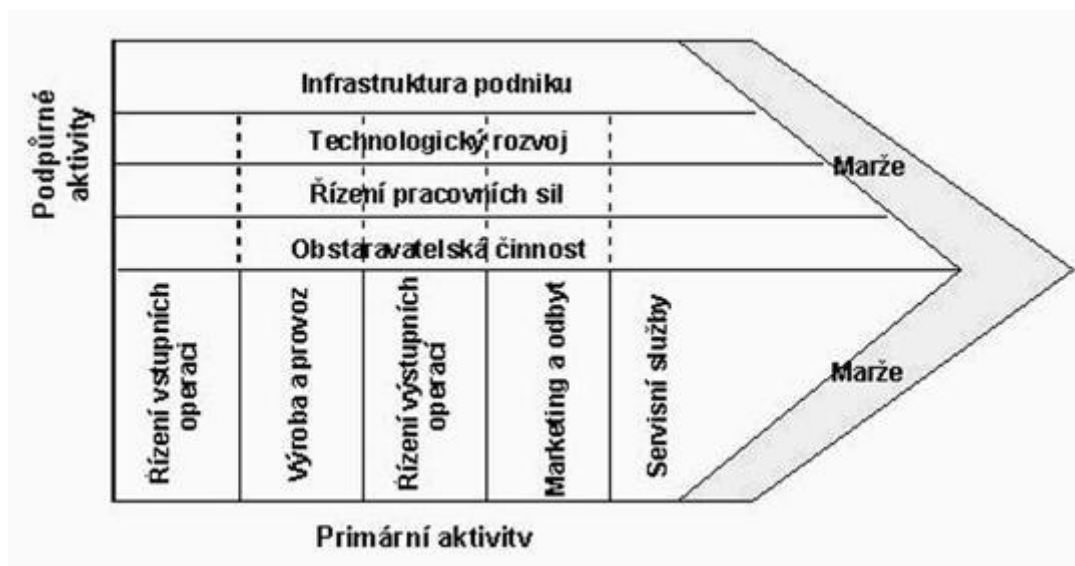 Podpůrné
aktivity
Infrastruktura podniku
Technologický rozvoj
Řízení pracovních sil
Obstaravatelská činnost
Marže
Řízení vstupních
operací
Výroba a provoz
Řízení výstupních
operací
Marketing a odbyt
Servisní služby
Marže
Primární aktivity